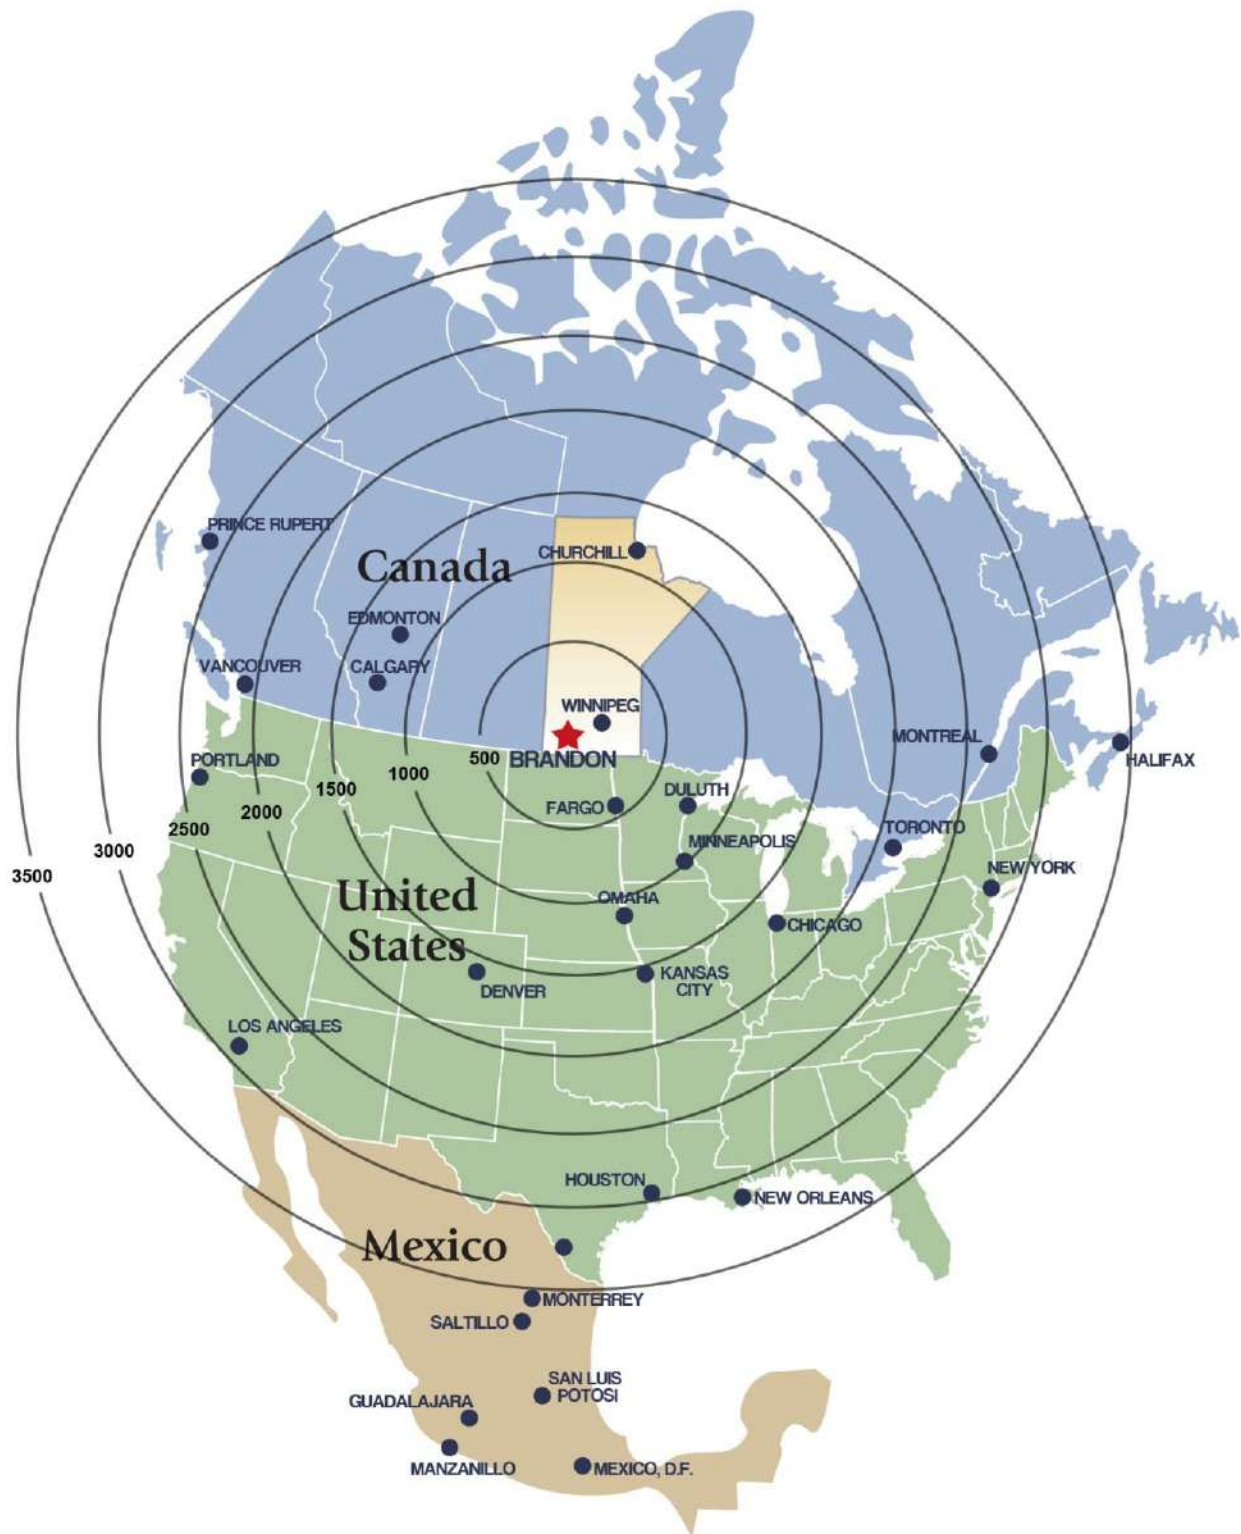 PRINCE RUPERT
Canada
CHURCHILL
EDMONTON
VANCOUVER
CALGARY
WINNIPEG
BRANDON
MONTREAL
HALIFAX
PORTLAND
500
1000
1500
2000
2500
3000
3500
FARGO
DULUTH
MINNEAPOLIS
TORONTO
NEW YORK
United
States
OMAHA
CHICAGO
DENVER
KANSAS
CITY
LOS ANGELES
HOUSTON
NEW ORLEANS
Mexico
MONTERREY
SALTILLO
SAN LUIS
POTOSI
GUADALAJARA
MANZANILLO
MEXICO, D.F.